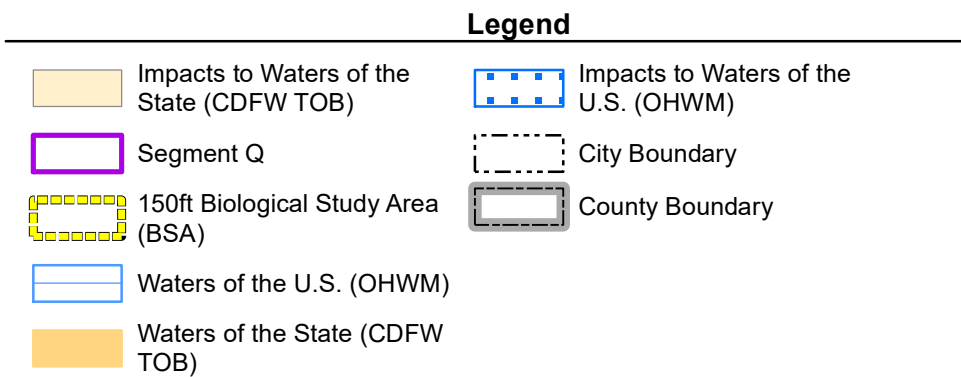 Legend
Impacts to Waters of the
State (CDFW TOB)
Segment Q
150ft Biological Study Area
(BSA)
Waters of the U.S. (OHWM)
Waters of the State (CDFW
TOB)
Impacts to Waters of the
U.S. (OHWM)
City Boundary
County Boundary